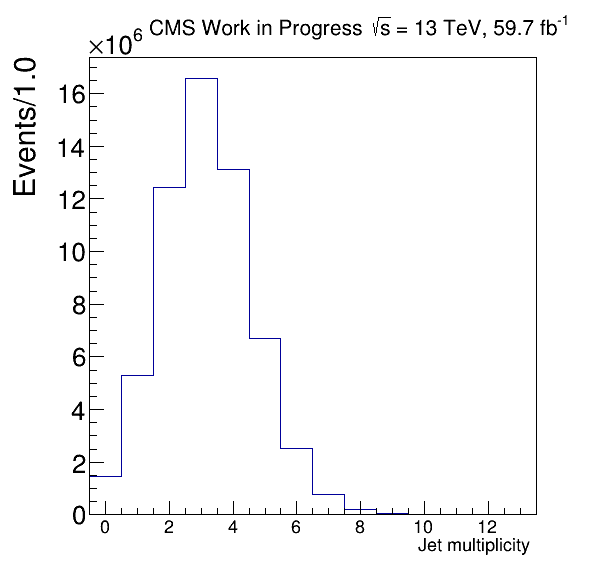 ×10⁶ CMS Work in Progress √s = 13 TeV, 59.7 fb⁻¹
Events/1.0
16
14
12
10
8
6
4
2
0
0 2 4 6 8 10 12
Jet multiplicity